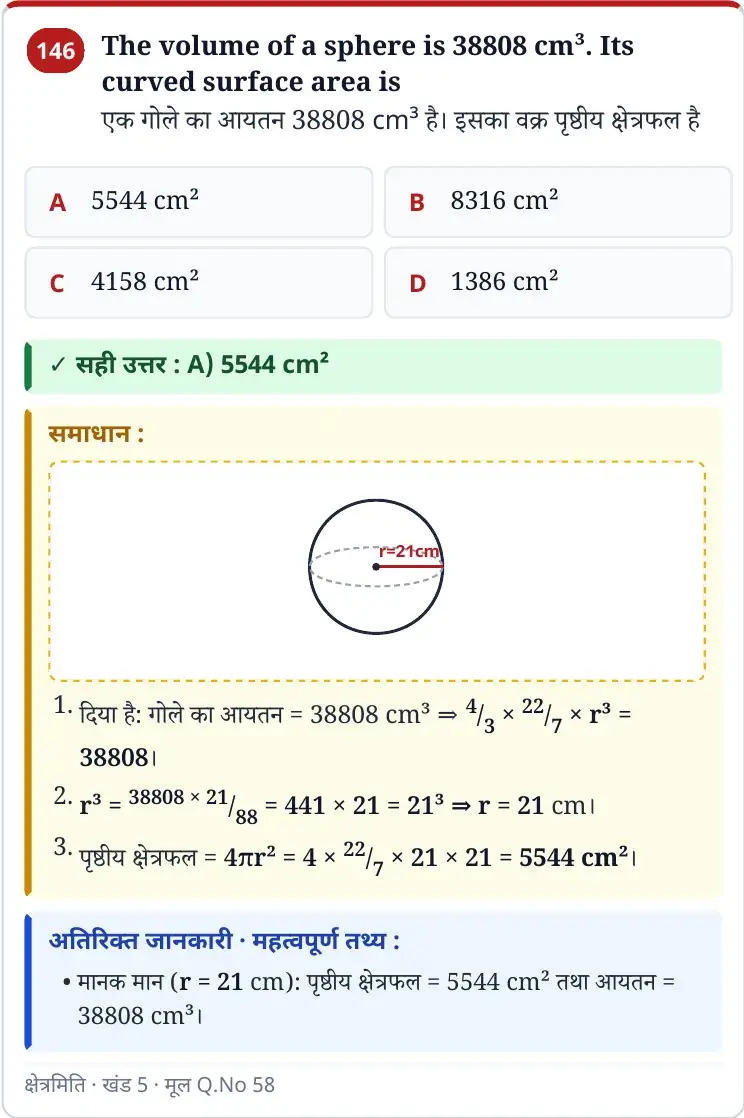 146 The volume of a sphere is 38808 cm³. Its
curved surface area is
एक गोले का आयतन 38808 cm³ है। इसका वक्र पृष्ठीय क्षेत्रफल है
A 5544 cm²
B 8316 cm²
C 4158 cm²
D 1386 cm²
✓ सही उत्तर : A) 5544 cm²
समाधान :
r=21cm
1. दिया है: गोले का आयतन = 38808 cm³ ⇒ ⁴/₃ × ²²/₇ × r³ =
38808।
2. r³ = ³⁸⁸⁰⁸ ˣ ²¹/₈₈ = 441 × 21 = 21³ ⇒ r = 21 cm।
3. पृष्ठीय क्षेत्रफल = 4πr² = 4 × ²²/₇ × 21 × 21 = 5544 cm²।
अतिरिक्त जानकारी · महत्वपूर्ण तथ्य :
• मानक मान (r = 21 cm): पृष्ठीय क्षेत्रफल = 5544 cm² तथा आयतन =
38808 cm³।
क्षेत्रमिति · खंड 5 · मूल Q.No 58